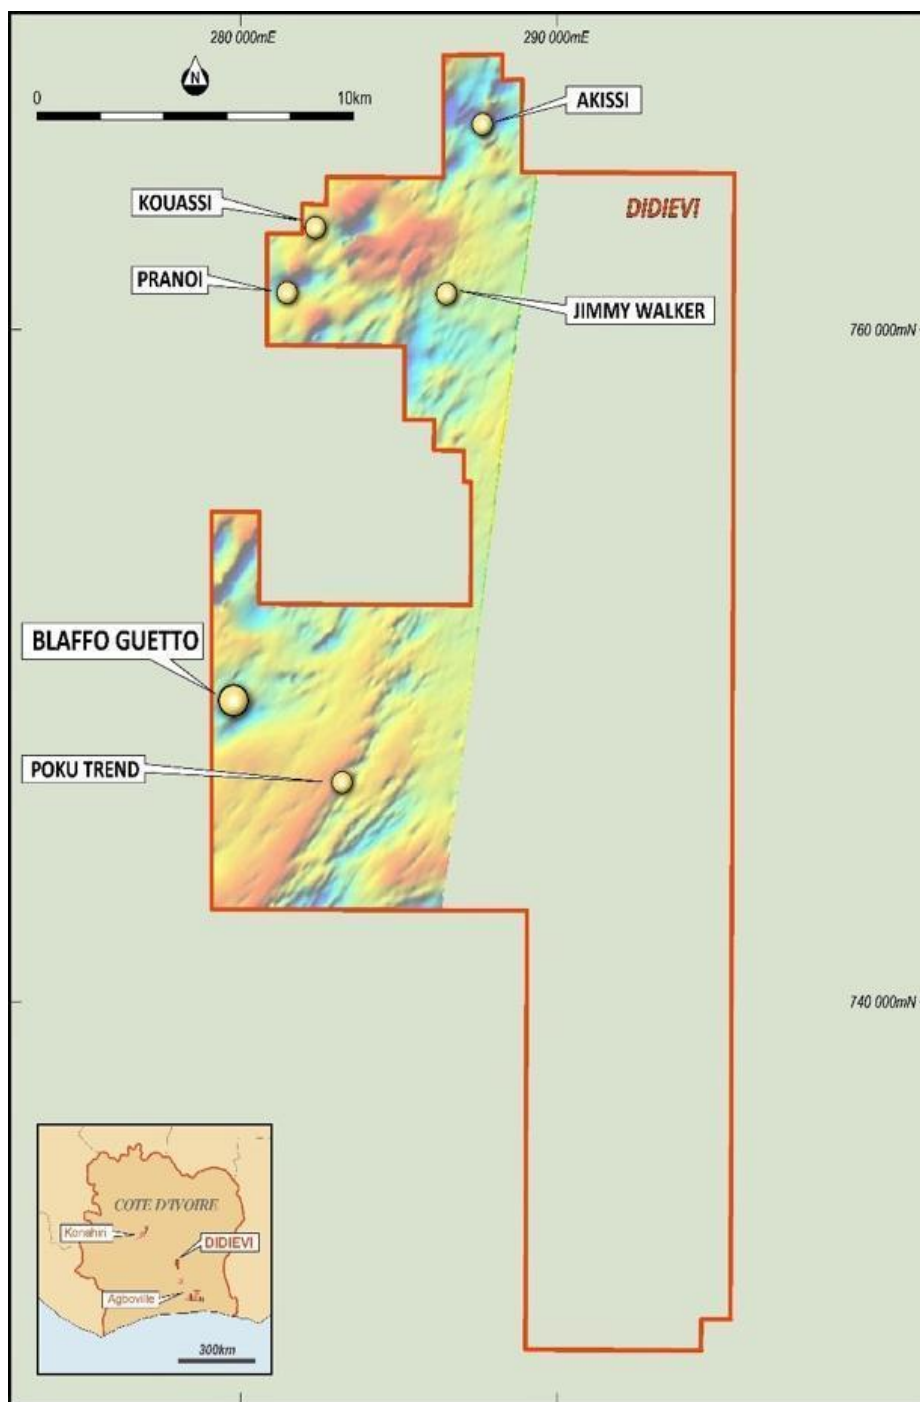 280 000mE
290 000mE
N
0
10km
AKISSI
KOUASSI
DIDIEVI
PRANOI
JIMMY WALKER
760 000mN
BLAFFO GUETTO
POKU TREND
740 000mN
COTE D'IVOIRE
Konahiri
DIDIEVI
Agboville
300km